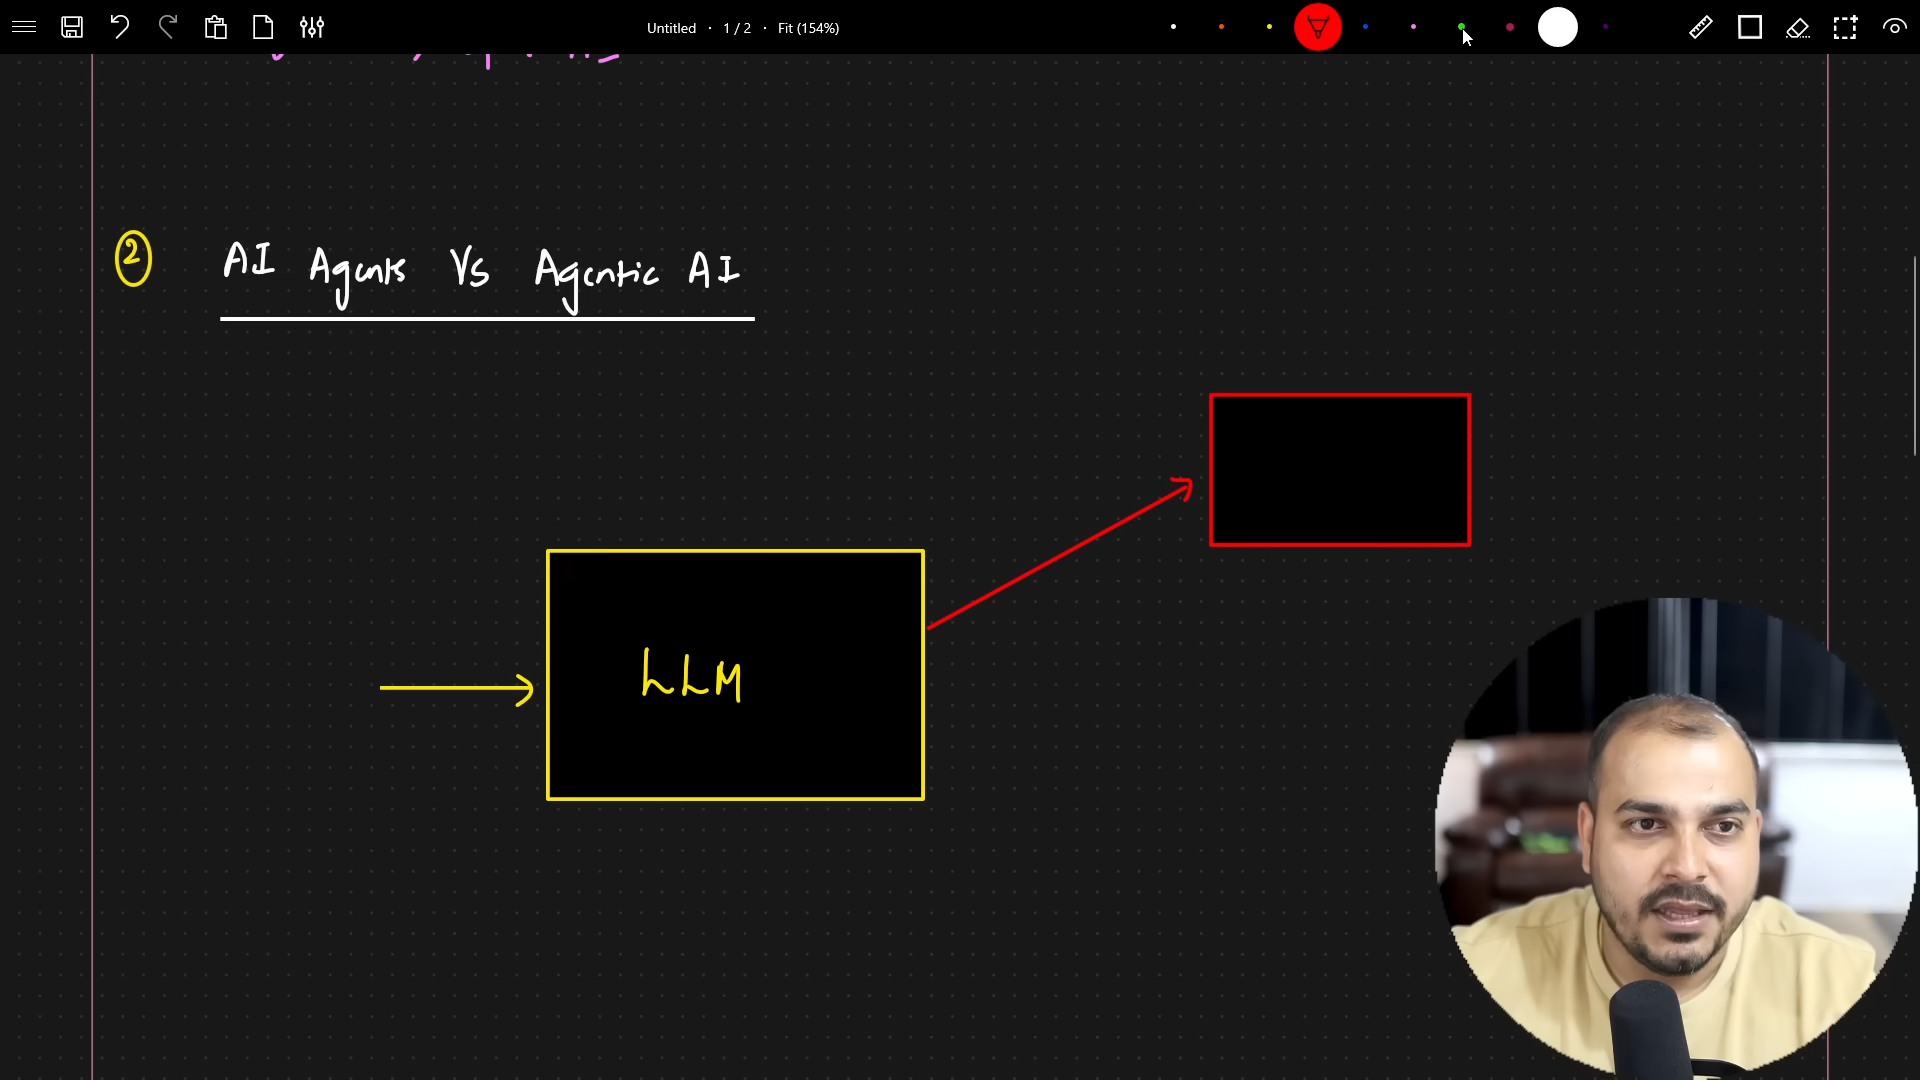 Untitled · 1 / 2 · Fit (154%)
2 AI Agents Vs Agentic AI
LLM